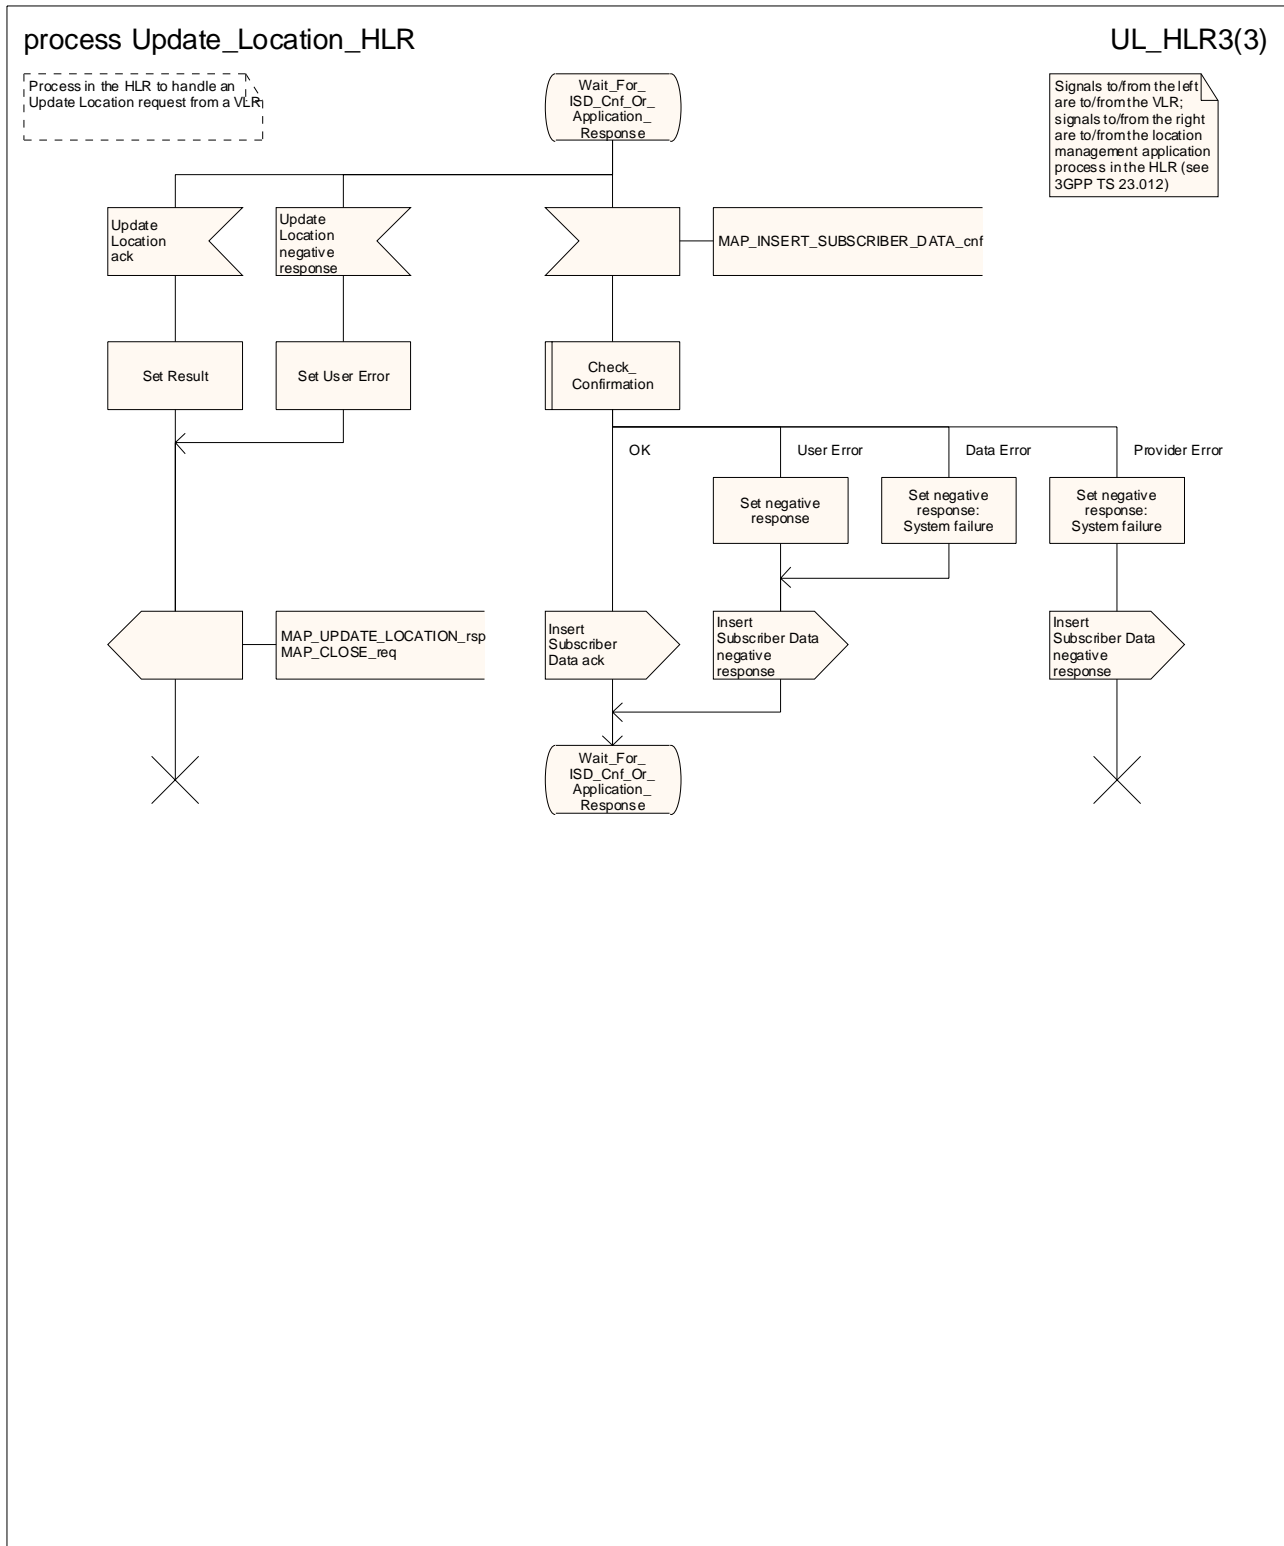 process Update_Location_HLR
UL_HLR3(3)
Process in the HLR to handle an
Update Location request from a VLR
Wait_For_
ISD_Cnf_Or_
Application_
Response
Signals to/from the left
are to/from the VLR;
signals to/from the right
are to/from the location
management application
process in the HLR (see
3GPP TS 23.012)
Update
Location
ack
Update
Location
negative
response
MAP_INSERT_SUBSCRIBER_DATA_cnf
Set Result
Set User Error
Check_
Confirmation
OK
User Error
Data Error
Provider Error
Set negative
response
Set negative
response:
System failure
Set negative
response:
System failure
MAP_UPDATE_LOCATION_rsp
MAP_CLOSE_req
Insert
Subscriber
Data ack
Insert
Subscriber Data
negative
response
Insert
Subscriber Data
negative
response
Wait_For_
ISD_Cnf_Or_
Application_
Response